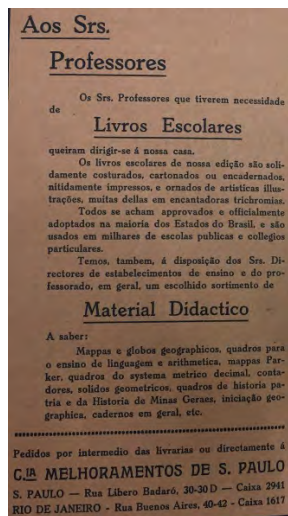 Aos Srs.
Professores
Os Srs. Professores que tiverem necessidade
de
Livros Escolares
queiram dirigir-se á nossa casa.
Os livros escolares de nossa edição são soli-
damente costurados, cartonados ou encadernados,
nitidamente impressos, e ornados de artisticas illus-
trações, muitas dellas em encantadoras trichromias.
Todos se acham approvados e officialmente
adoptados na maioria dos Estados do Brasil, e são
usados em milhares de escolas publicas e collegios
particulares.
Temos, tambem, á disposição dos Srs. Di-
rectores de estabelecimentos de ensino e do pro-
fessorado, em geral, um escolhido sortimento de
Material Didactico
A saber:
Mappas e globos geographicos, quadros para
o ensino de linguagem e arithmetica, mappas Par-
ker, quadros do systema metrico decimal, conta-
dores, solidos geometricos, quadros de historia pa-
tria e da Historia de Minas Geraes, iniciação geo-
graphica, cadernos em geral, etc.
Pedidos por intermedio das livrarias ou directamente á
C.IA MELHORAMENTOS DE S. PAULO
S. PAULO — Rua Libero Badaró, 30-30 D — Caixa 2941
RIO DE JANEIRO - Rua Buenos Aires, 40-42 - Caixa 1617